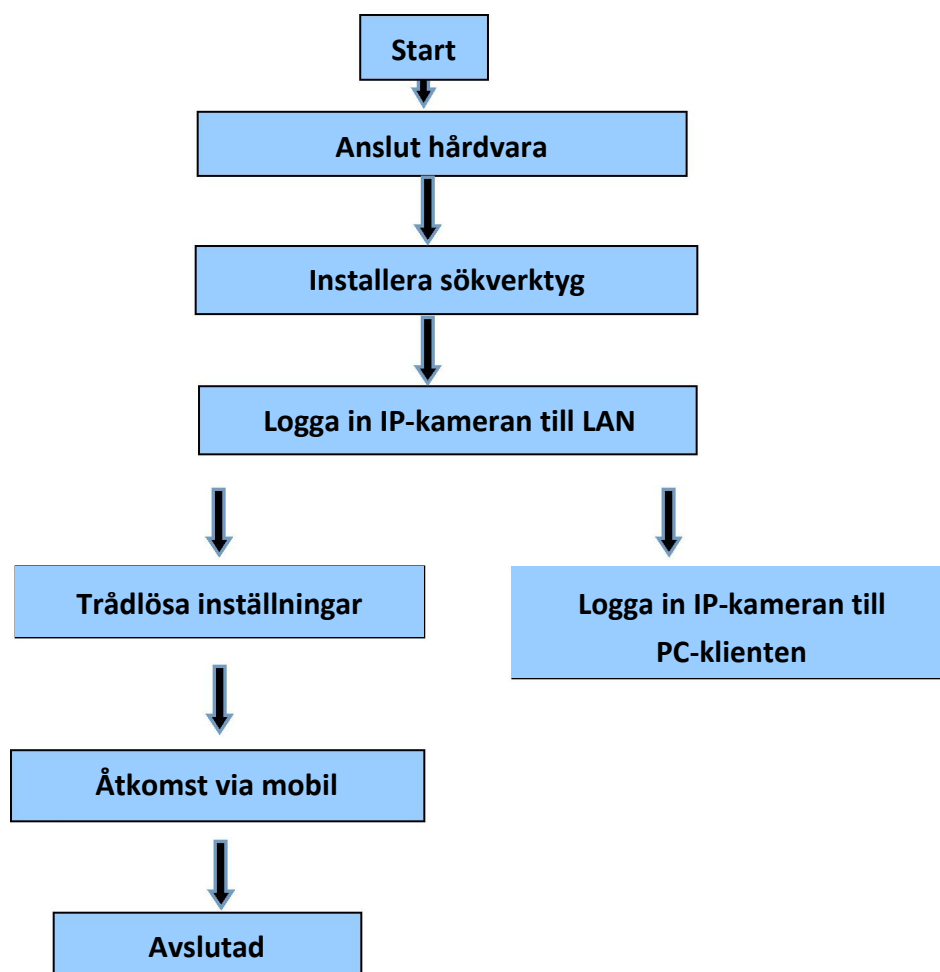 Start
Anslut hårdvara
Installera sökverktyg
Logga in IP-kameran till LAN
Trådlösa inställningar
Logga in IP-kameran till
PC-klienten
Åtkomst via mobil
Avslutad